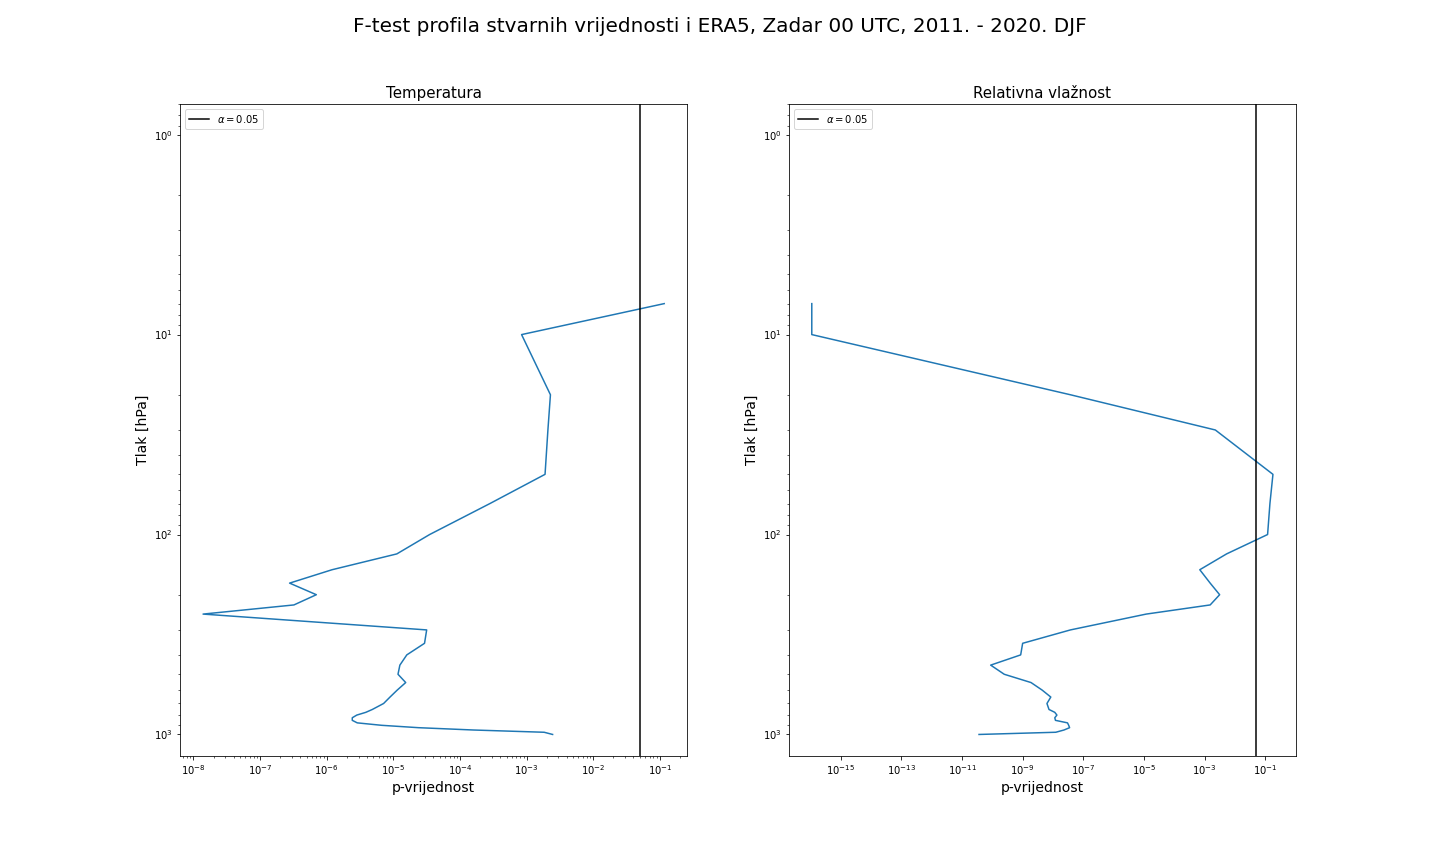 F-test profila stvarnih vrijednosti i ERA5, Zadar 00 UTC, 2011. - 2020. DJF
Temperatura
α = 0.05
Tlak [hPa]
10⁰
10¹
10²
10³
10⁻⁸ 10⁻⁷ 10⁻⁶ 10⁻⁵ 10⁻⁴ 10⁻³ 10⁻² 10⁻¹
p-vrijednost
Relativna vlažnost
α = 0.05
Tlak [hPa]
10⁰
10¹
10²
10³
10⁻¹⁵ 10⁻¹³ 10⁻¹¹ 10⁻⁹ 10⁻⁷ 10⁻⁵ 10⁻³ 10⁻¹
p-vrijednost